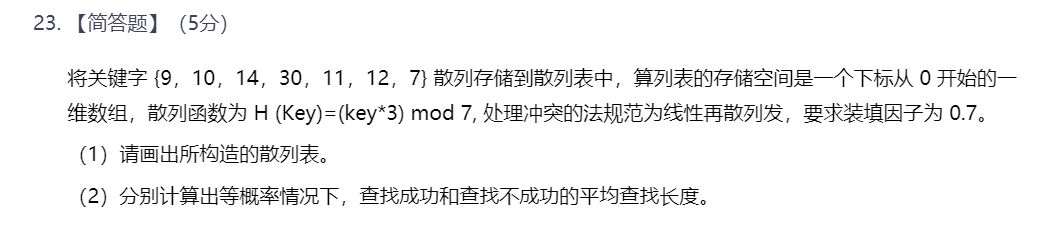 23. 【简答题】（5分）
将关键字 {9，10，14，30，11，12，7} 散列存储到散列表中，算列表的存储空间是一个下标从 0 开始的一
维数组，散列函数为 H (Key)=(key*3) mod 7, 处理冲突的法规范为线性再散列发，要求装填因子为 0.7。
（1）请画出所构造的散列表。
（2）分别计算出等概率情况下，查找成功和查找不成功的平均查找长度。